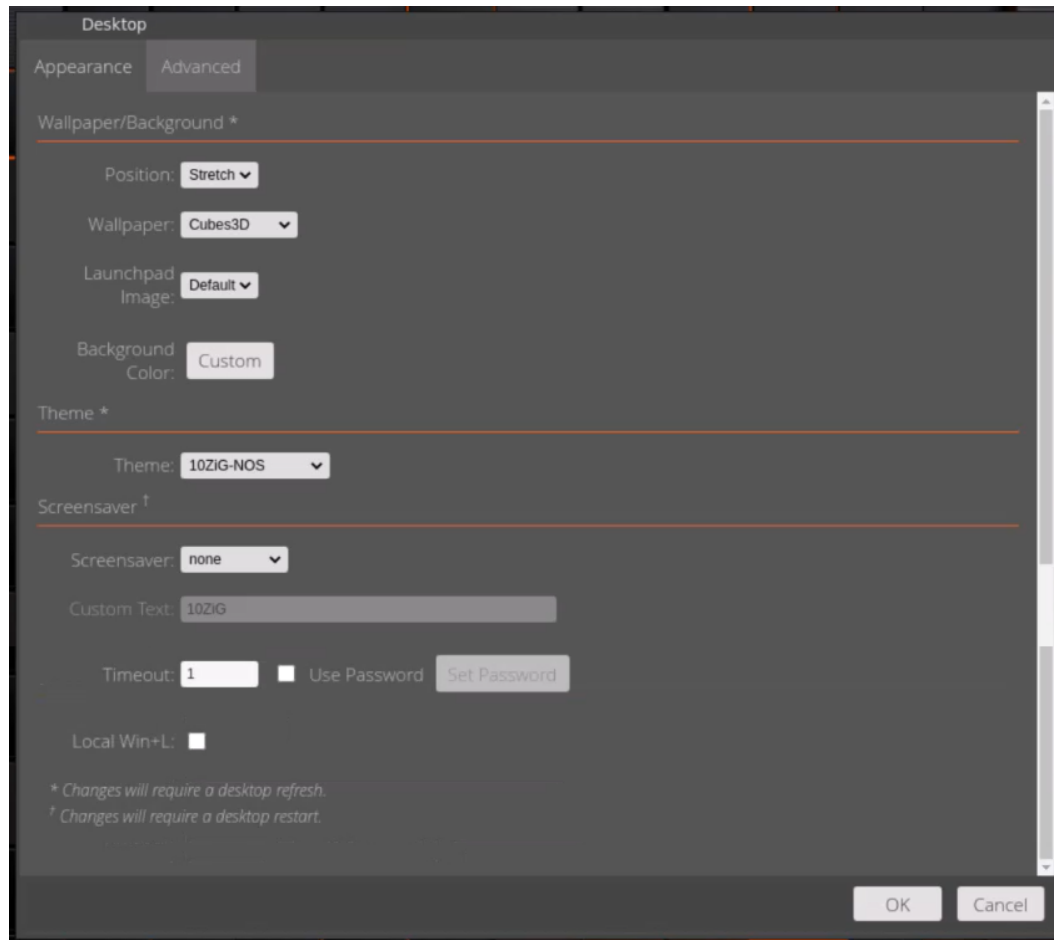 Desktop
Appearance Advanced
Wallpaper/Background *
Position: Stretch
Wallpaper: Cubes3D
Launchpad
Image: Default
Background
Color: Custom
Theme *
Theme: 10ZiG-NOS
Screensaver †
Screensaver: none
Custom Text: 10ZiG
Timeout: 1 Use Password Set Password
Local Win+L:
* Changes will require a desktop refresh.
† Changes will require a desktop restart.
OK Cancel